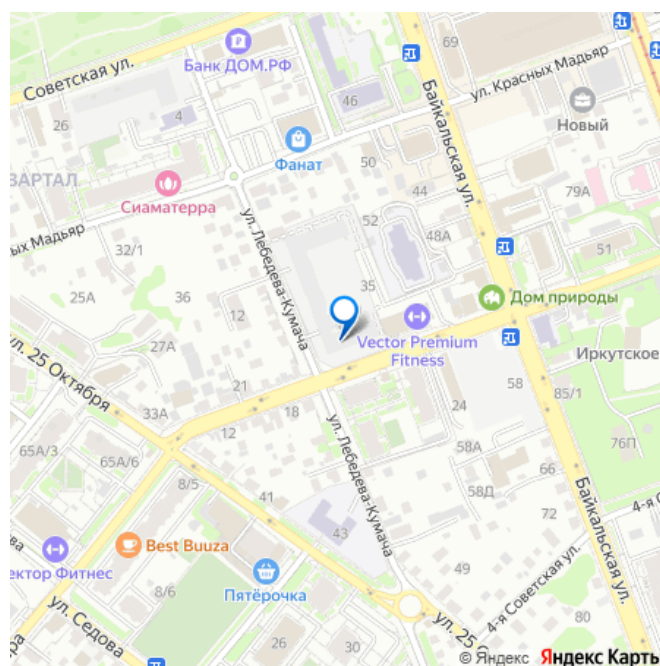 69
Банк ДОМ.РФ
Советская ул.
Байкальская ул.
ул. Красных Мадьяр
26
4
46
Новый
Фанат
50
ВАРТАЛ
Сиаматерра
44
79А
ых Мадьяр
ул. Лебедева-Кумача
52
48А
51
32/1
25А
36
35
12
Дом природы
Vector Premium
Fitness
27А
Иркутское
ул. 25 Октября
21
58
85/1
33А
18
24
12
65А/3
65А/6
58А
76П
8/5
41
58Д
66
ул. Лебедева-Кумача
Байкальская ул.
43
72
Best Buuza
ектор Фитнес
49
Пятёрочка
8/6
4-я Советская ул.
ул. Седова
80
26
30
© Яндекс Яндекс Карты